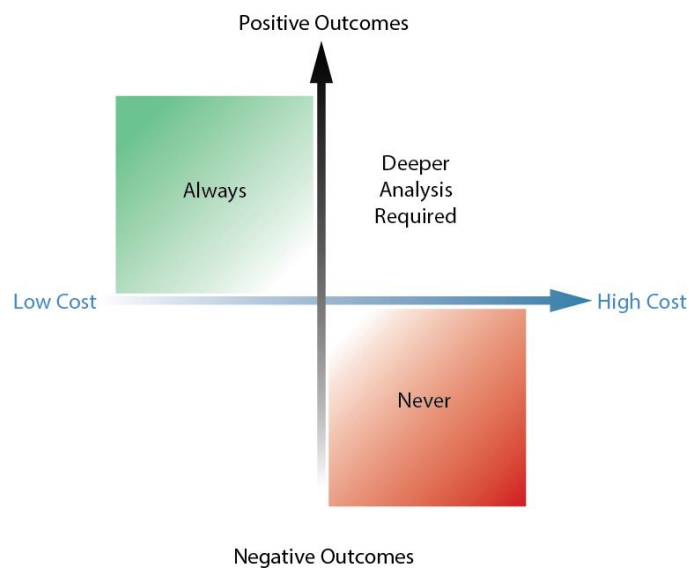 Positive Outcomes
Always
Deeper
Analysis
Required
Low Cost
High Cost
Never
Negative Outcomes